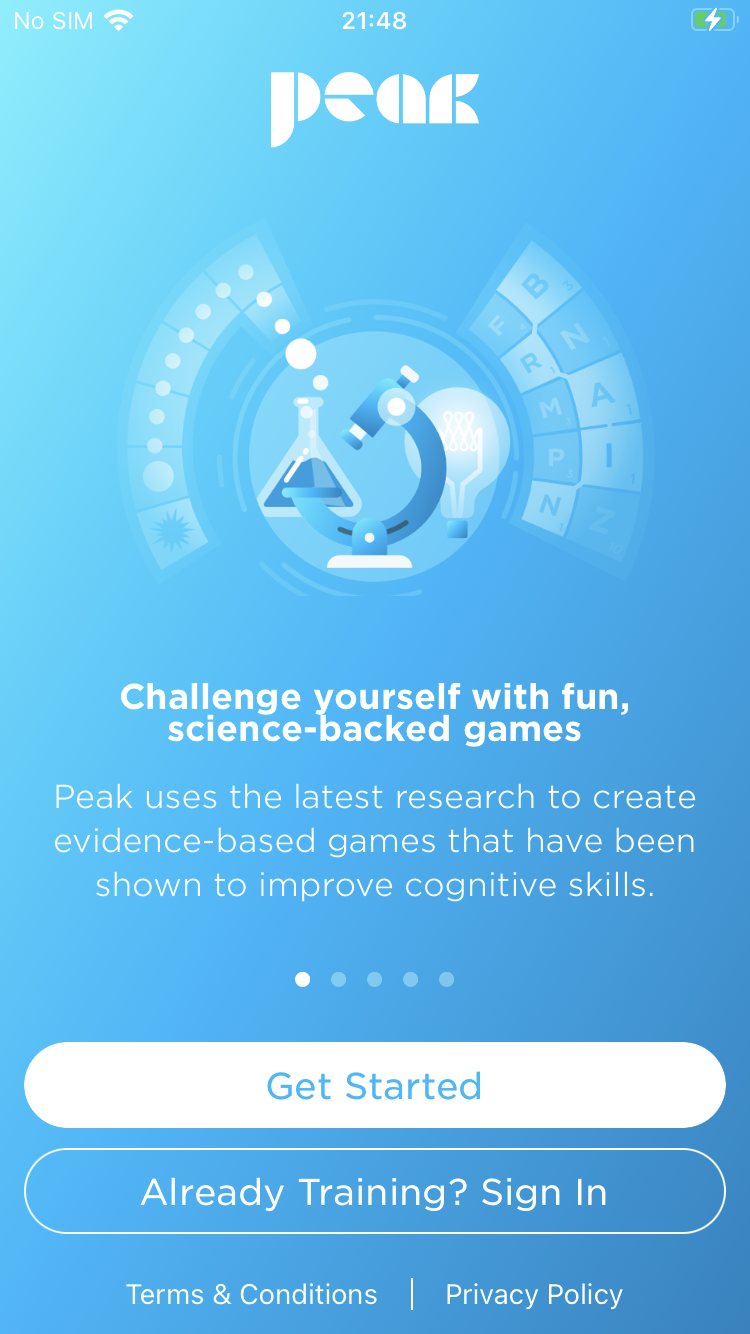 No SIM 21:48
peak
B
F N
R A
M
P I
N Z
Challenge yourself with fun,
science-backed games
Peak uses the latest research to create
evidence-based games that have been
shown to improve cognitive skills.
Get Started
Already Training? Sign In
Terms & Conditions | Privacy Policy